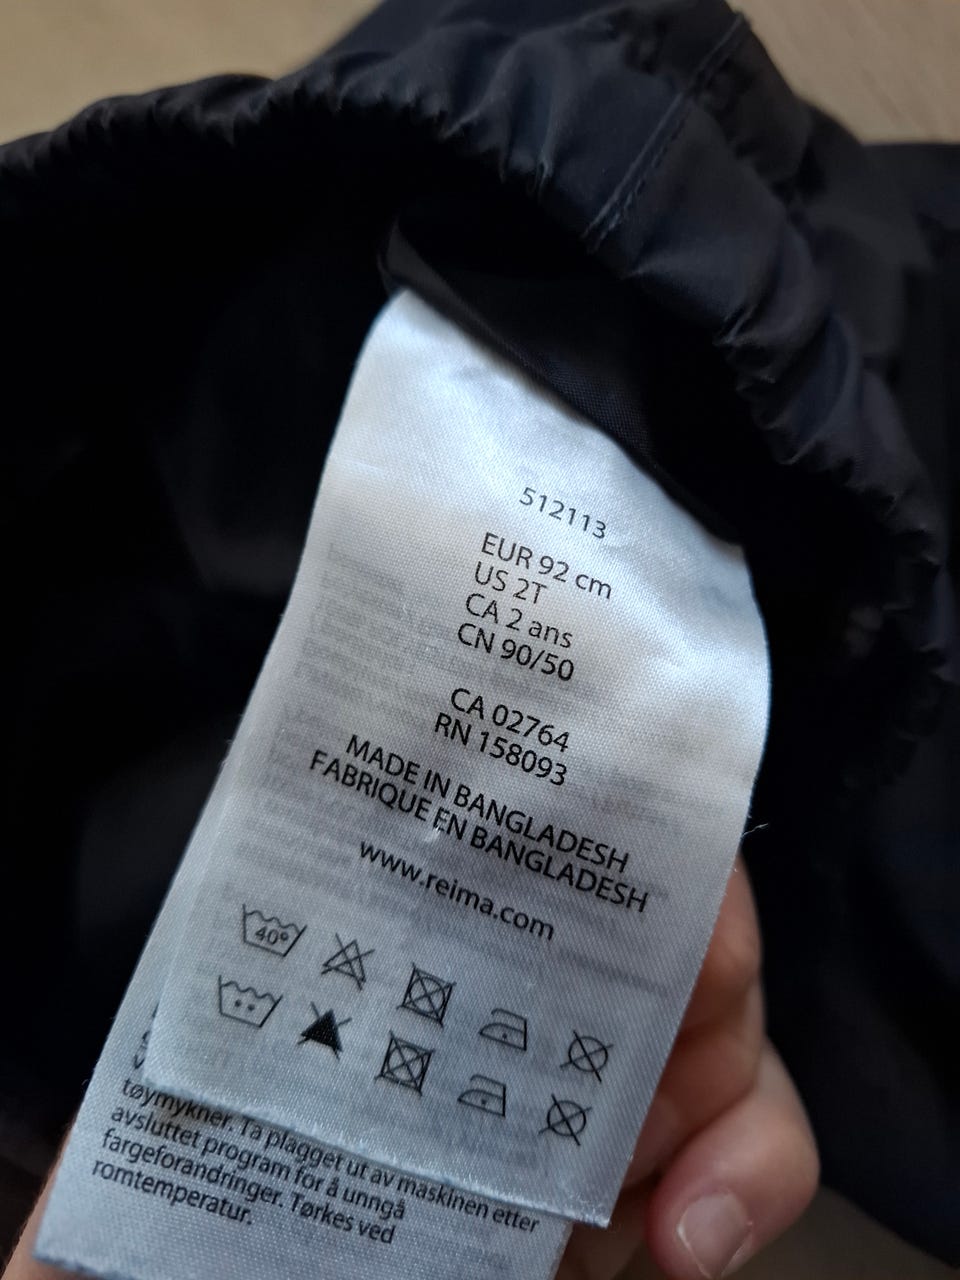 512113
EUR 92 cm
US 2T
CA 2 ans
CN 90/50
CA 02764
RN 158093
MADE IN BANGLADESH
FABRIQUE EN BANGLADESH
www.reima.com
40°
tøymykner. Ta plagget ut av maskinen etter
avsluttet program for å unngå
fargeforandringer. Tørkes ved
romtemperatur.